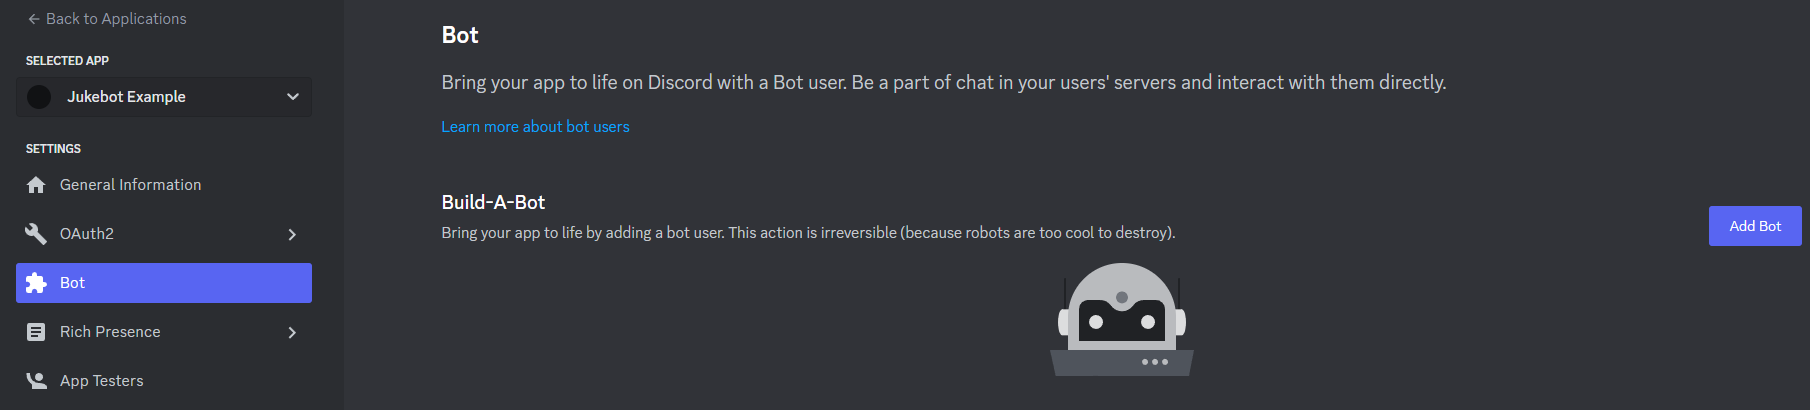 Back to Applications
SELECTED APP
Jukebot Example
SETTINGS
General Information
OAuth2
Bot
Rich Presence
App Testers
Bot
Bring your app to life on Discord with a Bot user. Be a part of chat in your users' servers and interact with them directly.
Learn more about bot users
Build-A-Bot
Bring your app to life by adding a bot user. This action is irreversible (because robots are too cool to destroy).
Add Bot